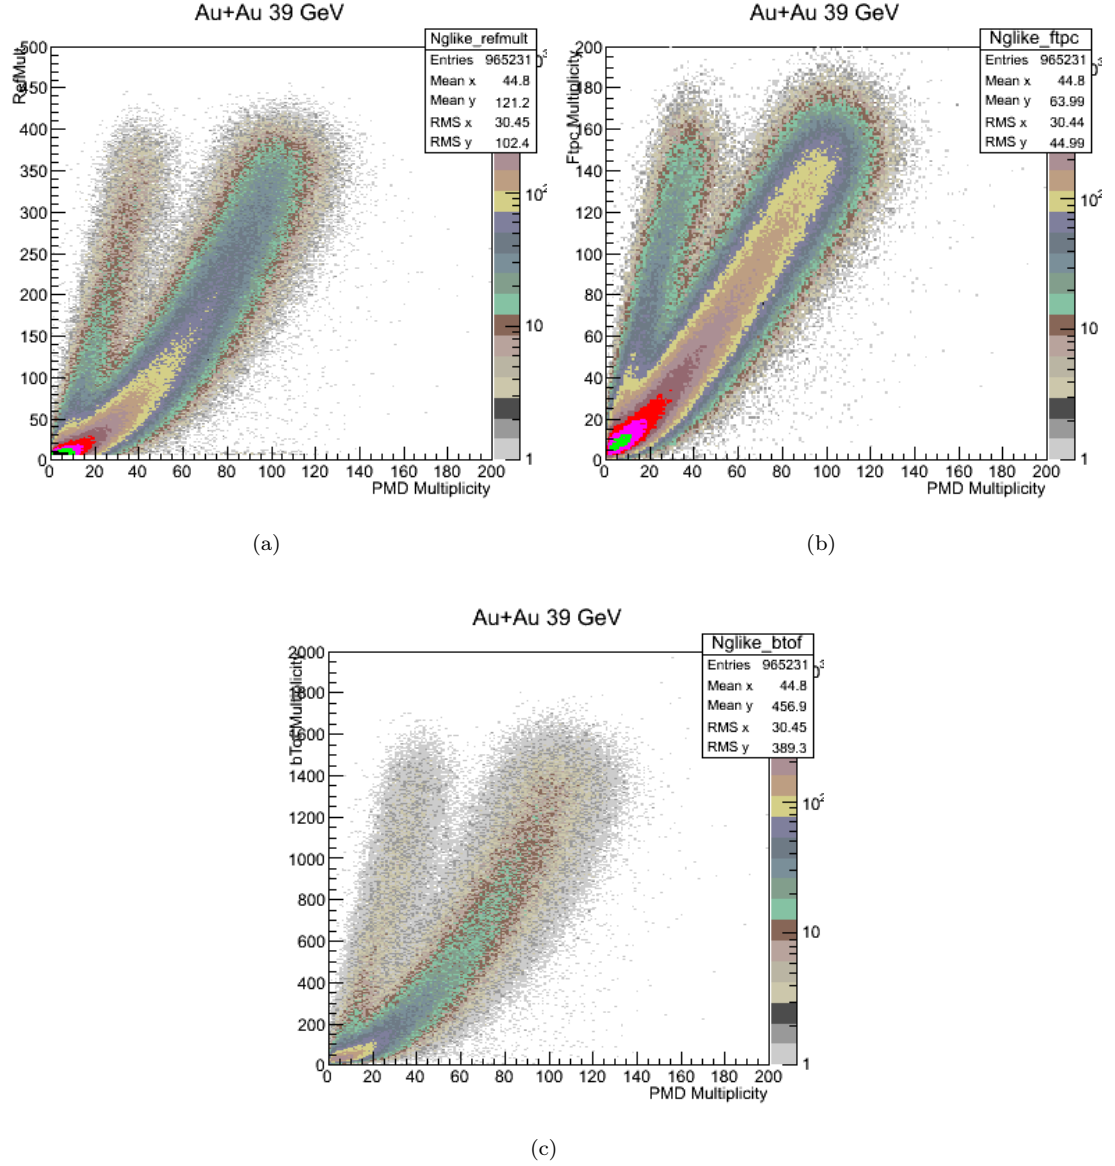 Au+Au 39 GeV
Nglike_refmult
Entries 965231
Mean x 44.8
Mean y 121.2
RMS x 30.45
RMS y 102.4
RefMult
500
450
400
350
300
250
200
150
100
50
0
0 20 40 60 80 100 120 140 160 180 200
PMD Multiplicity
10²
10
1
(a)
Au+Au 39 GeV
Nglike_ftpc
Entries 965231
Mean x 44.8
Mean y 63.99
RMS x 30.44
RMS y 44.99
Ftpc Multiplicity
200
180
160
140
120
100
80
60
40
20
0
0 20 40 60 80 100 120 140 160 180 200
PMD Multiplicity
10²
10
1
(b)
Au+Au 39 GeV
Nglike_btof
Entries 965231
Mean x 44.8
Mean y 456.9
RMS x 30.45
RMS y 389.3
bTof Multiplicity
2000
1800
1600
1400
1200
1000
800
600
400
200
0
0 20 40 60 80 100 120 140 160 180 200
PMD Multiplicity
10²
10
1
(c)